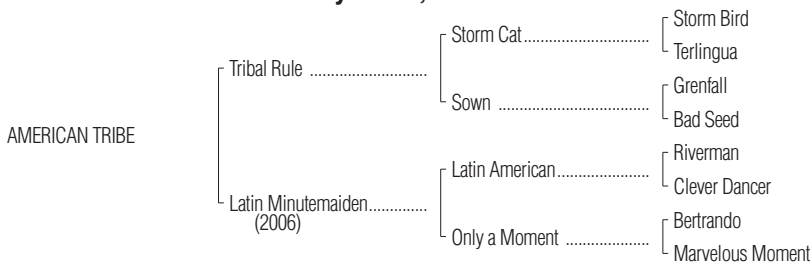 Storm Bird
Storm Cat..............................
Terlingua
Tribal Rule ............................
Grenfall
Sown ....................................
Bad Seed
AMERICAN TRIBE
Riverman
Latin American......................
Clever Dancer
Latin Minutemaiden..............
(2006)
Bertrando
Only a Moment ....................
Marvelous Moment